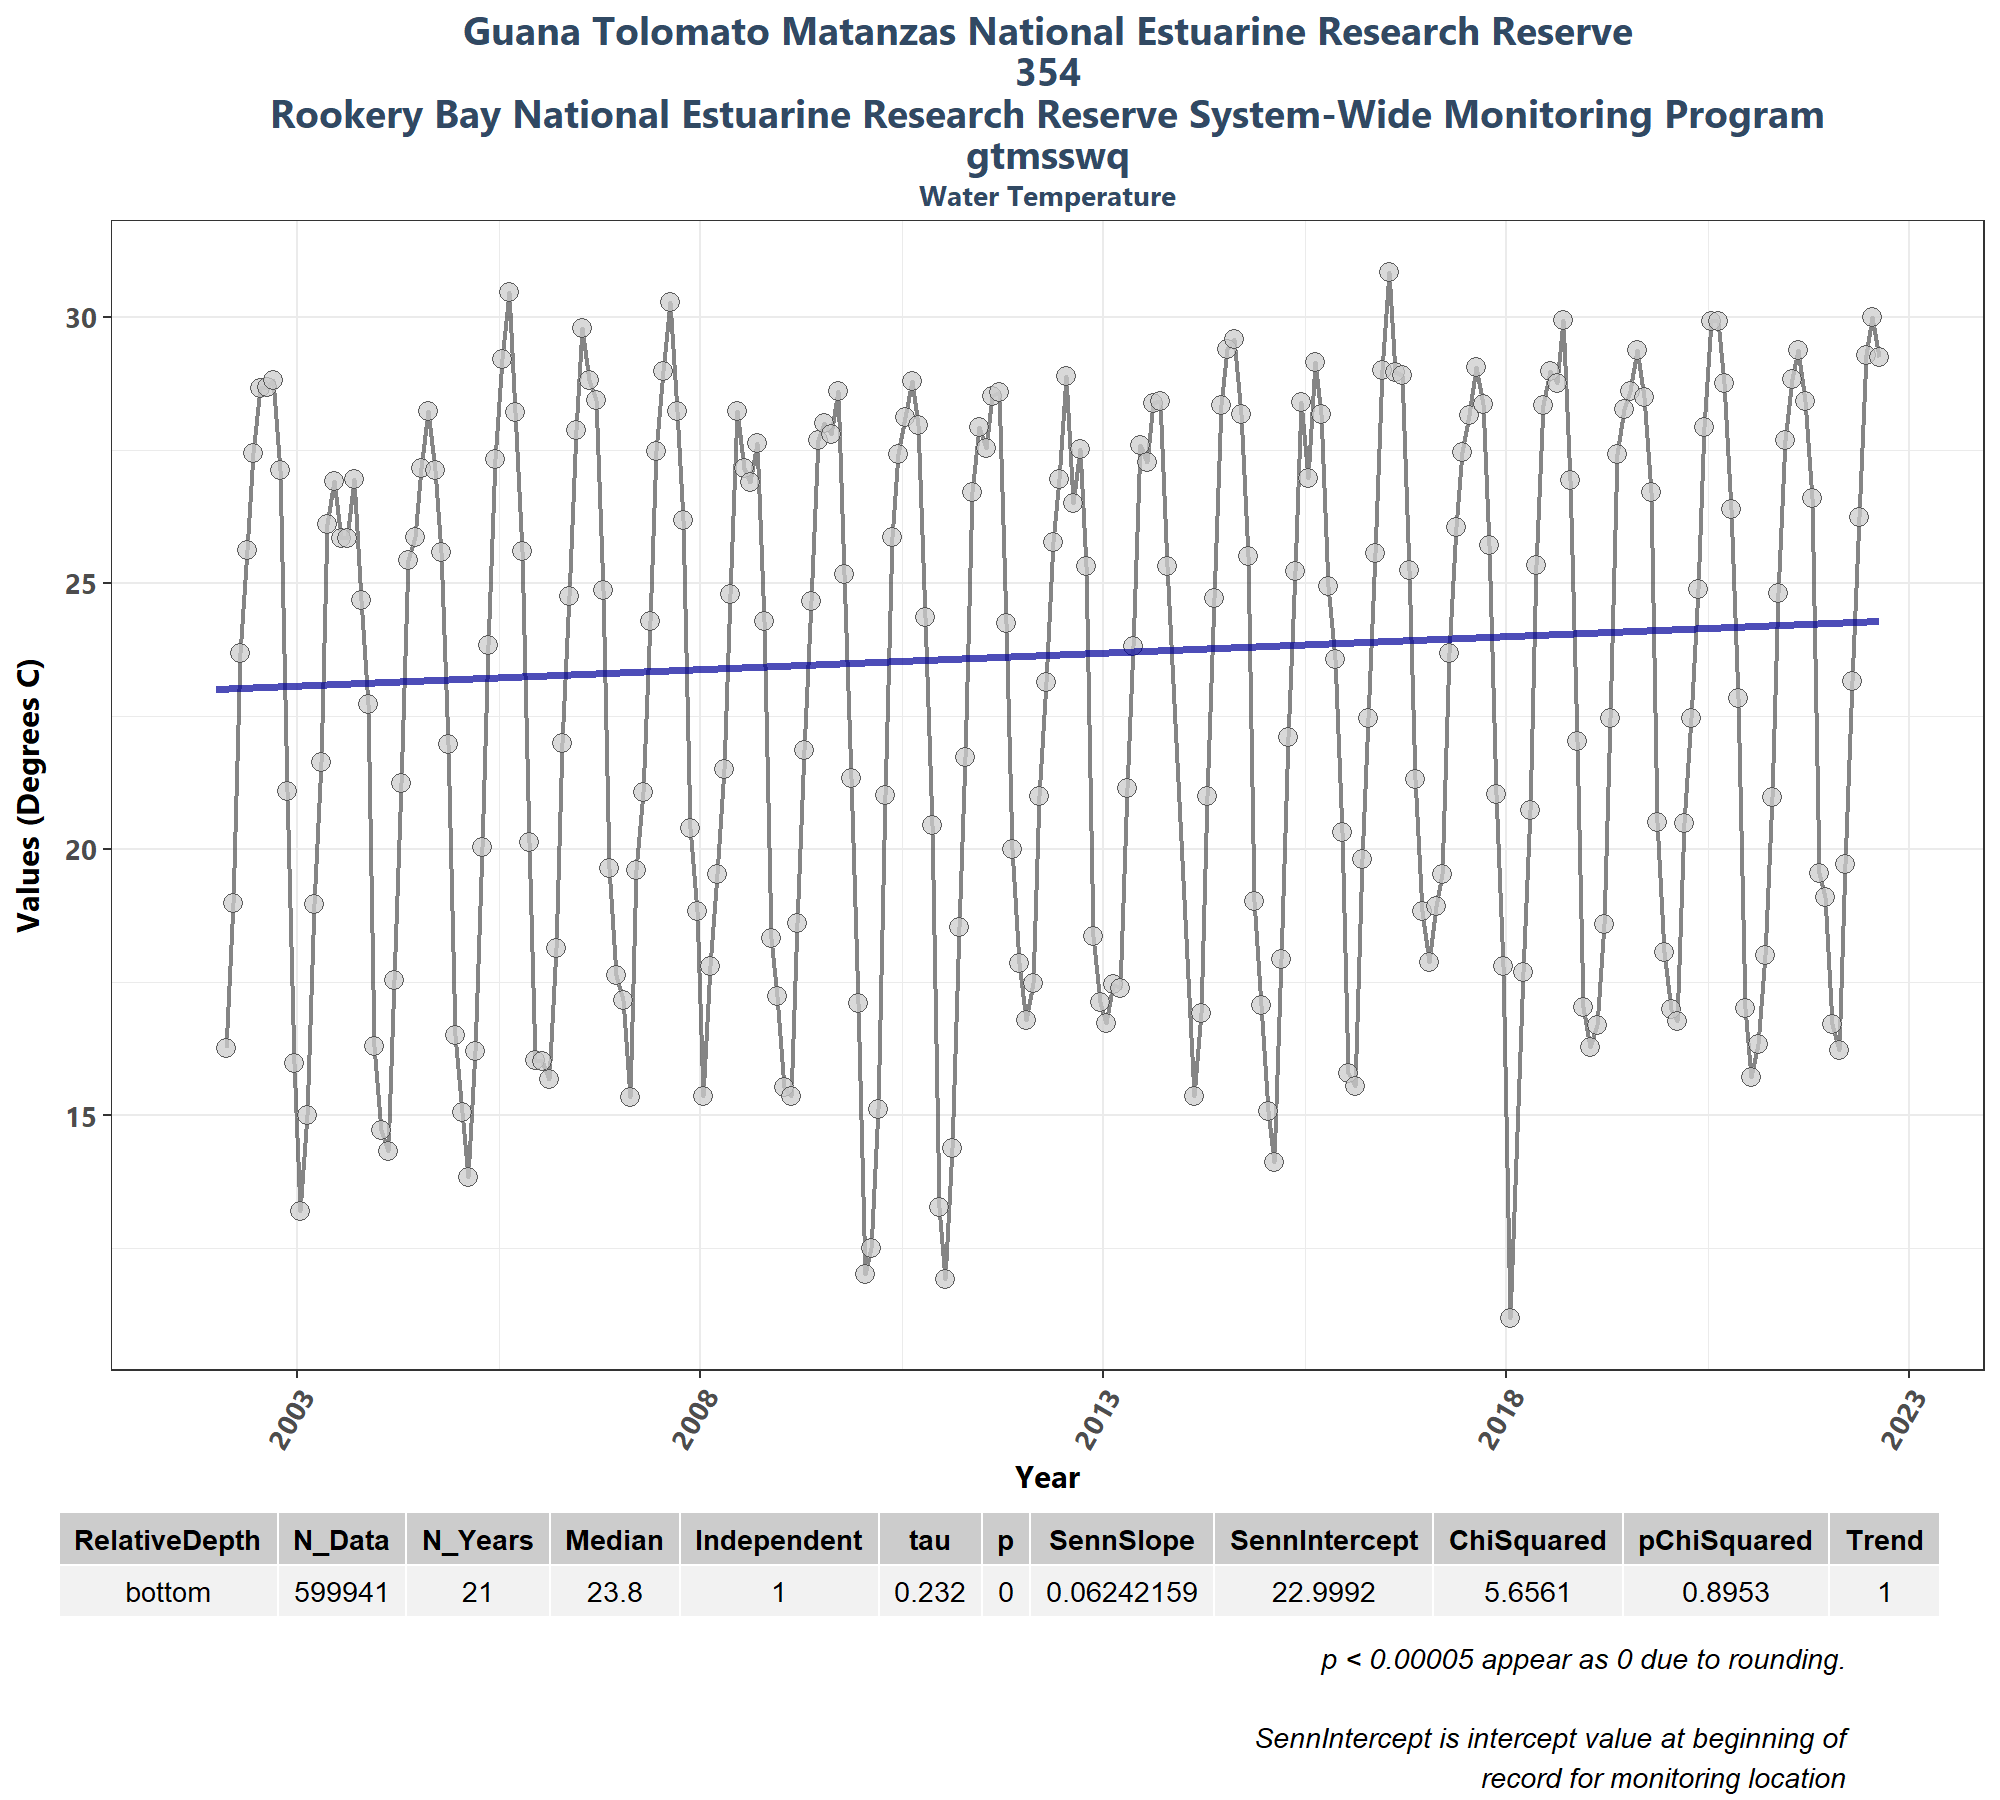 Guana Tolomato Matanzas National Estuarine Research Reserve
354
Rookery Bay National Estuarine Research Reserve System-Wide Monitoring Program
gtmsswq
Water Temperature
Values (Degrees C)
30
25
20
15
2003
2008
2013
2018
2023
Year
RelativeDepth N_Data N_Years Median Independent tau p SennSlope SennIntercept ChiSquared pChiSquared Trend
bottom 599941 21 23.8 1 0.232 0 0.06242159 22.9992 5.6561 0.8953 1
p < 0.00005 appear as 0 due to rounding.
SennIntercept is intercept value at beginning of
record for monitoring location